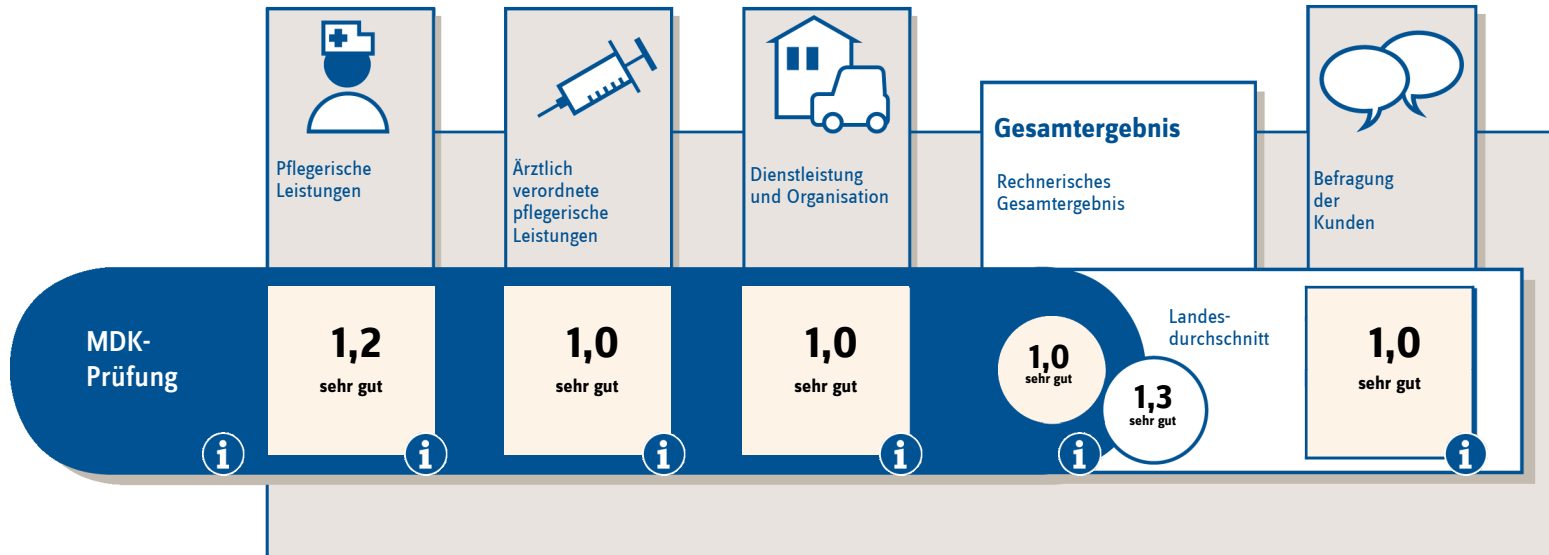 Pflegerische
Leistungen
Ärztlich
verordnete
pflegerische
Leistungen
Dienstleistung
und Organisation
Gesamtergebnis
Rechnerisches
Gesamtergebnis
Befragung
der
Kunden
MDK-
Prüfung
1,2
sehr gut
1,0
sehr gut
1,0
sehr gut
1,0
sehr gut
Landes-
durchschnitt
1,3
sehr gut
1,0
sehr gut
i
i
i
i
i
i